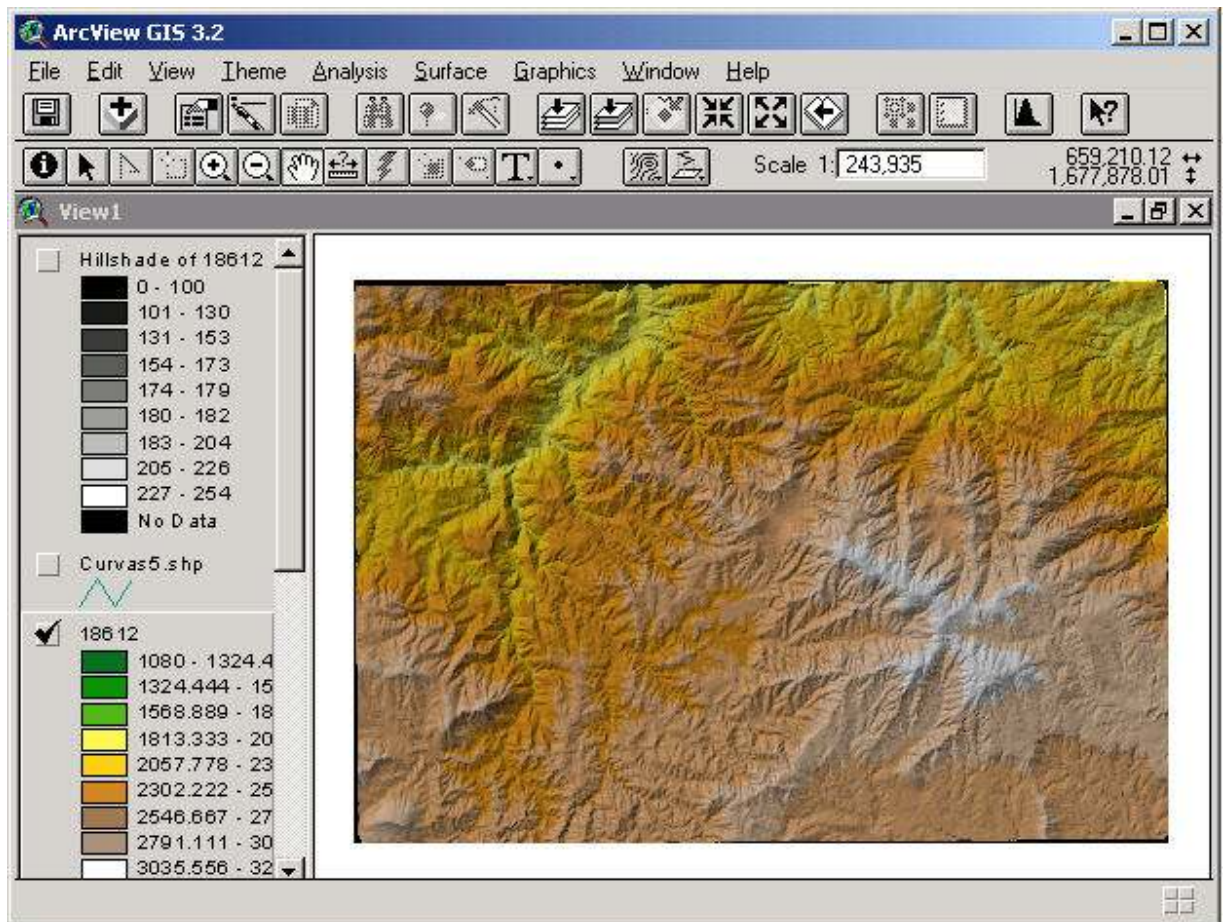 ArcView GIS 3.2
File Edit View Theme Analysis Surface Graphics Window Help
Scale 1: 243,935
659,210.12
1,677,878.01
View1
Hillshade of 18612
0 - 100
101 - 130
131 - 153
154 - 173
174 - 179
180 - 182
183 - 204
205 - 226
227 - 254
No Data
Curvas5.shp
18612
1080 - 1324.4
1324.444 - 15
1568.889 - 18
1813.333 - 20
2057.778 - 23
2302.222 - 25
2546.667 - 27
2791.111 - 30
3035.556 - 32